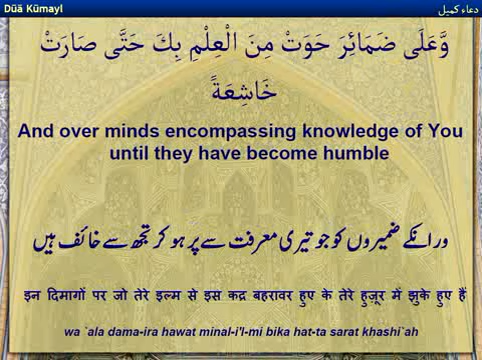 Dūā Kūmayl
دعاء كميل
وَّعَلَى ضَمَائِرَ حَوَتْ مِنَ الْعِلْمِ بِكَ حَتَّى صَارَتْ
خَاشِعَةً
And over minds encompassing knowledge of You
until they have become humble
ور انکے ضمیروں کو جو تیری معرفت سے پر ہو کر تجھ سے خائف ہیں
इन दिमागों पर जो तेरे इल्म से इस कद्र बहरावर हुए के तेरे हुज़ूर में झुके हुए हैं
wa `ala dama-ira hawat minal-i'l-mi bika hat-ta sarat khashi`ah